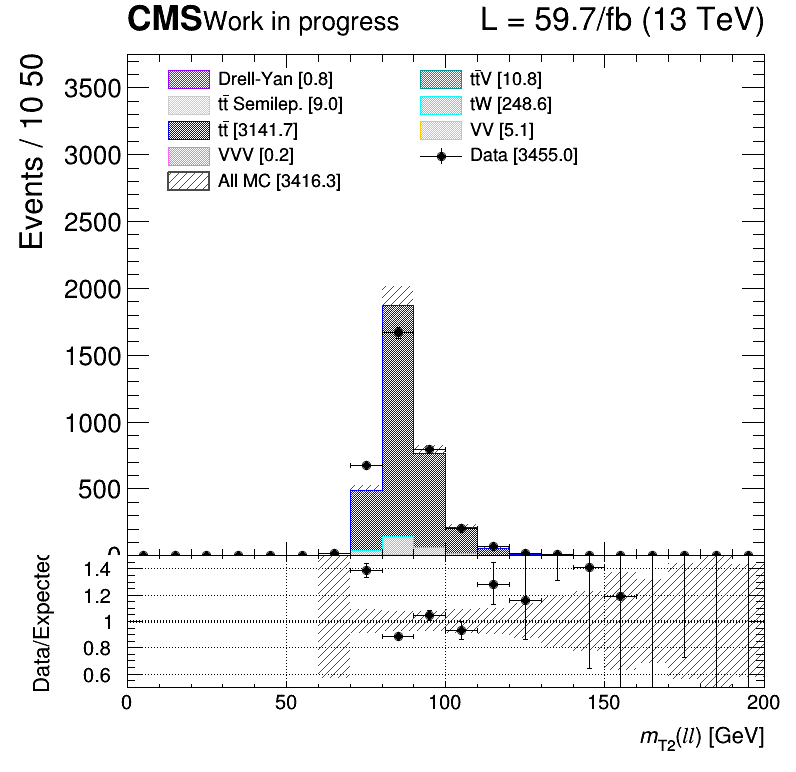 CMS Work in progress L = 59.7/fb (13 TeV)
Events / 10 50
3500
3000
2500
2000
1500
1000
500
0
Drell-Yan [0.8]
tt̄ Semilep. [9.0]
tt̄ [3141.7]
VVV [0.2]
All MC [3416.3]
tt̄V [10.8]
tW [248.6]
VV [5.1]
Data [3455.0]
Data/Expected
1.4
1.2
1
0.8
0.6
0 50 100 150 200
mT2(ll) [GeV]